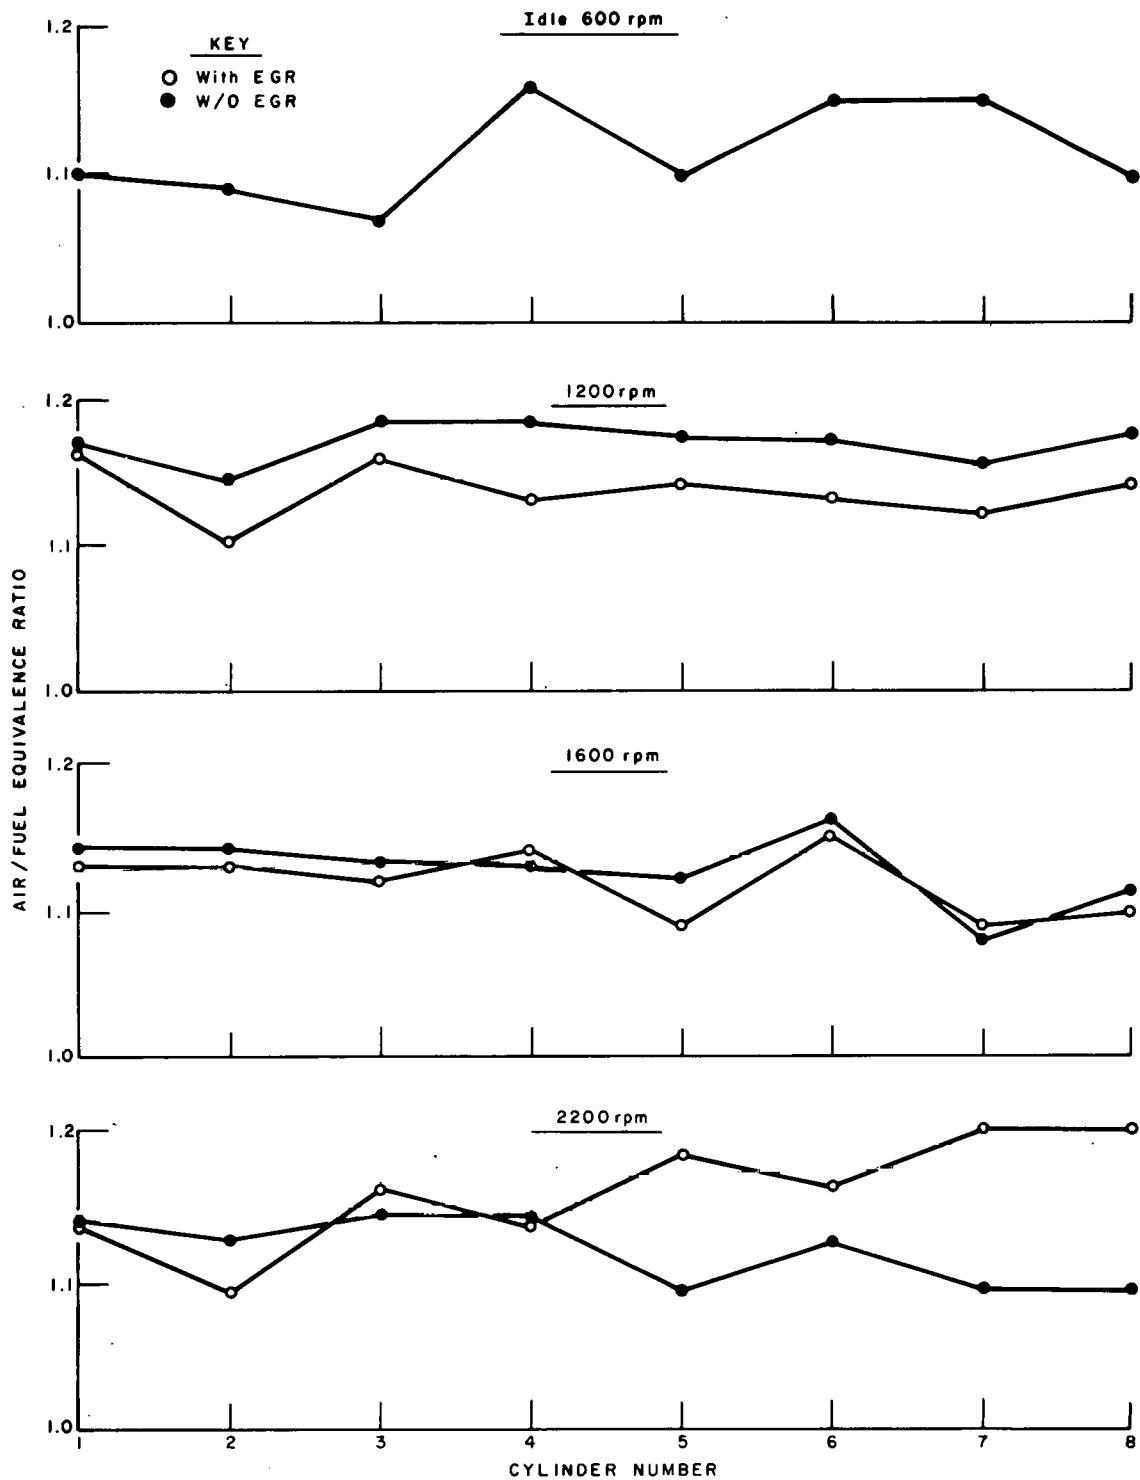 Idle 600 rpm
KEY
With EGR
W/O EGR
1.2
1.1
1.0
1200 rpm
1.2
1.1
1.0
1600 rpm
1.2
1.1
1.0
2200 rpm
1.2
1.1
1.0
1 2 3 4 5 6 7 8
CYLINDER NUMBER
AIR/FUEL EQUIVALENCE RATIO